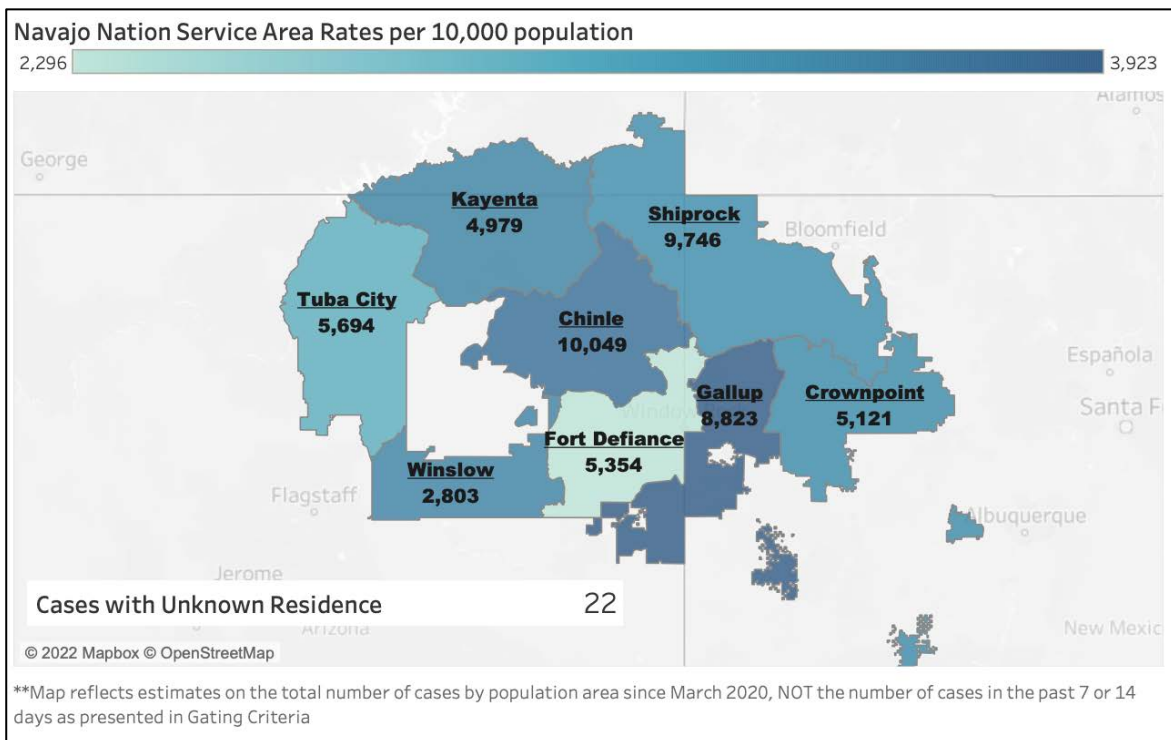 Navajo Nation Service Area Rates per 10,000 population
2,296
3,923
Alamos
George
Kayenta
4,979
Shiprock
9,746
Bloomfield
Tuba City
5,694
Chinle
10,049
Española
Gallup
8,823
Crownpoint
5,121
Window
Santa F
Fort Defiance
5,354
Winslow
2,803
Flagstaff
Albuquerque
Jerome
Cases with Unknown Residence 22
Arizona
New Mexic
© 2022 Mapbox © OpenStreetMap
**Map reflects estimates on the total number of cases by population area since March 2020, NOT the number of cases in the past 7 or 14
days as presented in Gating Criteria